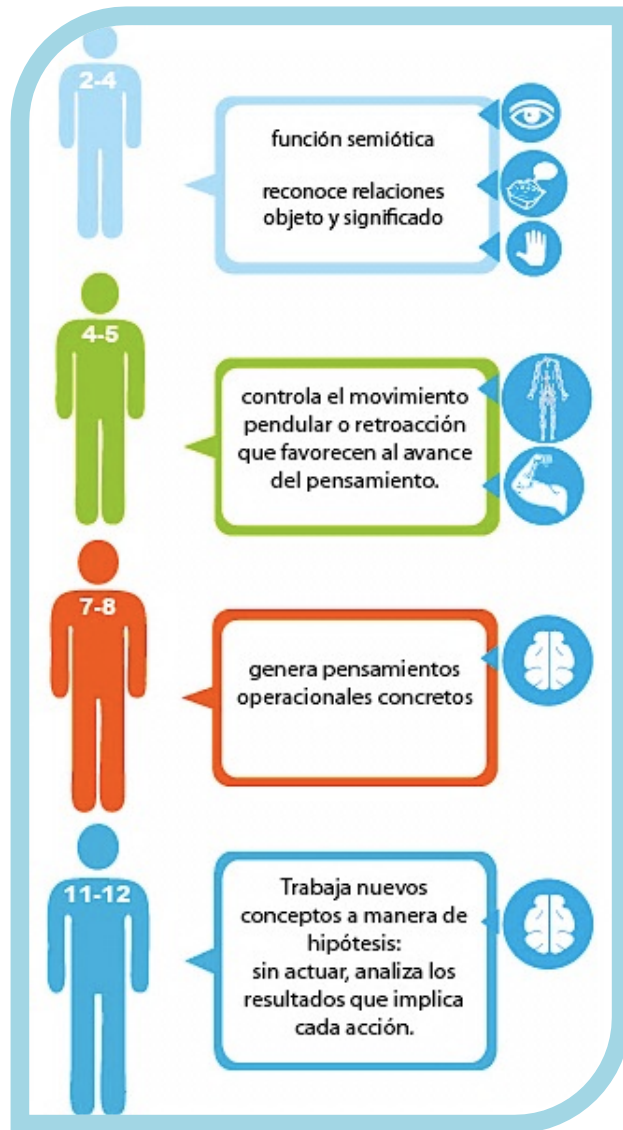 2-4
función semiótica
reconoce relaciones
objeto y significado
4-5
controla el movimiento
pendular o retroacción
que favorecen al avance
del pensamiento.
7-8
genera pensamientos
operacionales concretos
11-12
Trabaja nuevos
conceptos a manera de
hipótesis:
sin actuar, analiza los
resultados que implica
cada acción.